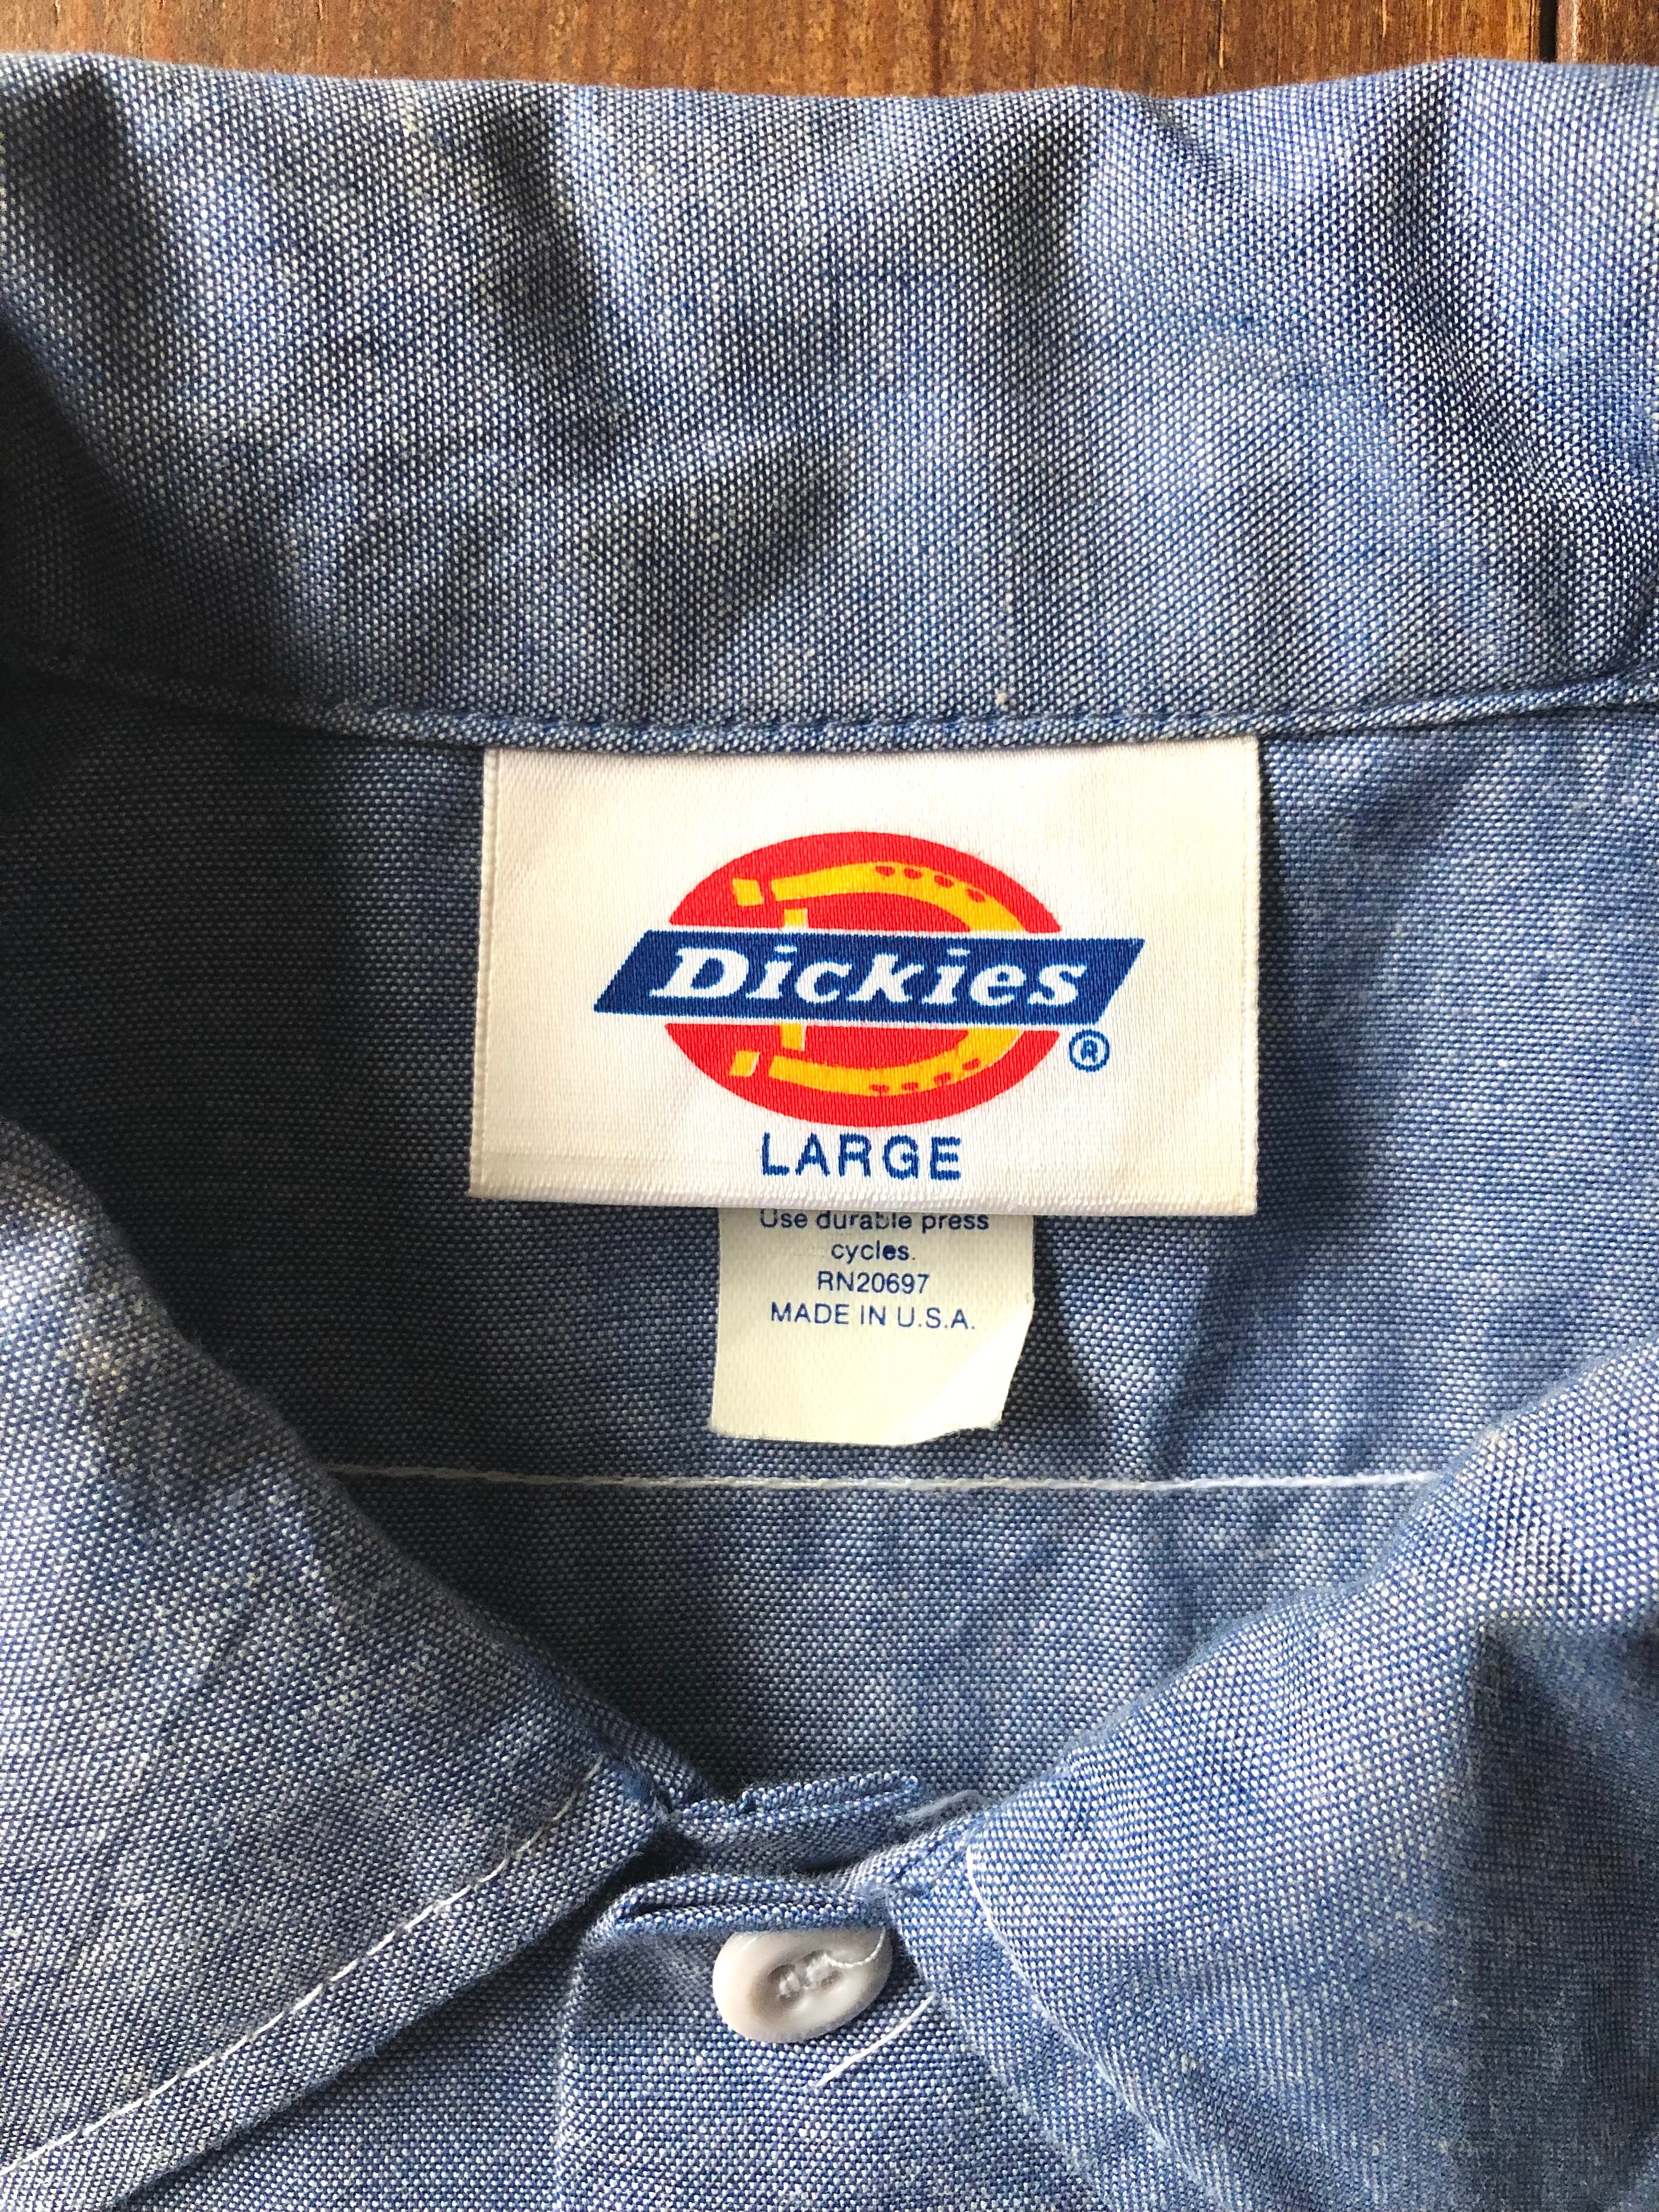 Dickies
®
LARGE
Use durable press
cycles.
RN20697
MADE IN U.S.A.